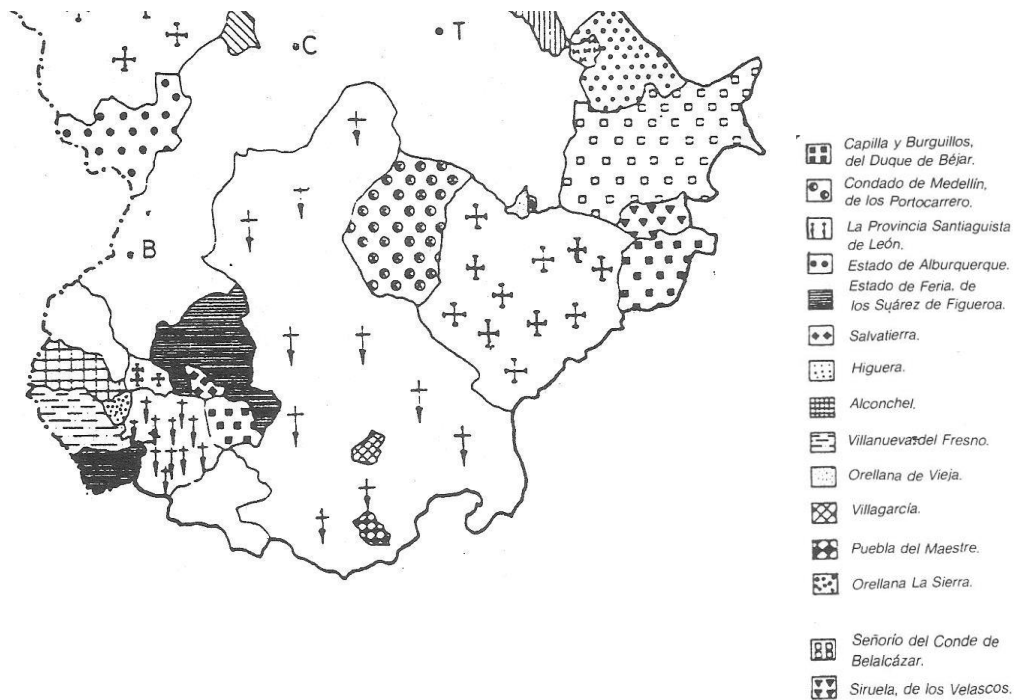 C
T
B
Capilla y Burguillos,
del Duque de Béjar.
Condado de Medellín,
de los Portocarrero.
La Provincia Santiaguista
de León.
Estado de Alburquerque.
Estado de Feria. de
los Suárez de Figueroa.
Salvatierra.
Higuera.
Alconchel.
Villanueva del Fresno.
Orellana de Vieja.
Villagarcía.
Puebla del Maestre.
Orellana La Sierra.
Señorío del Conde de
Belalcázar.
Siruela, de los Velascos.